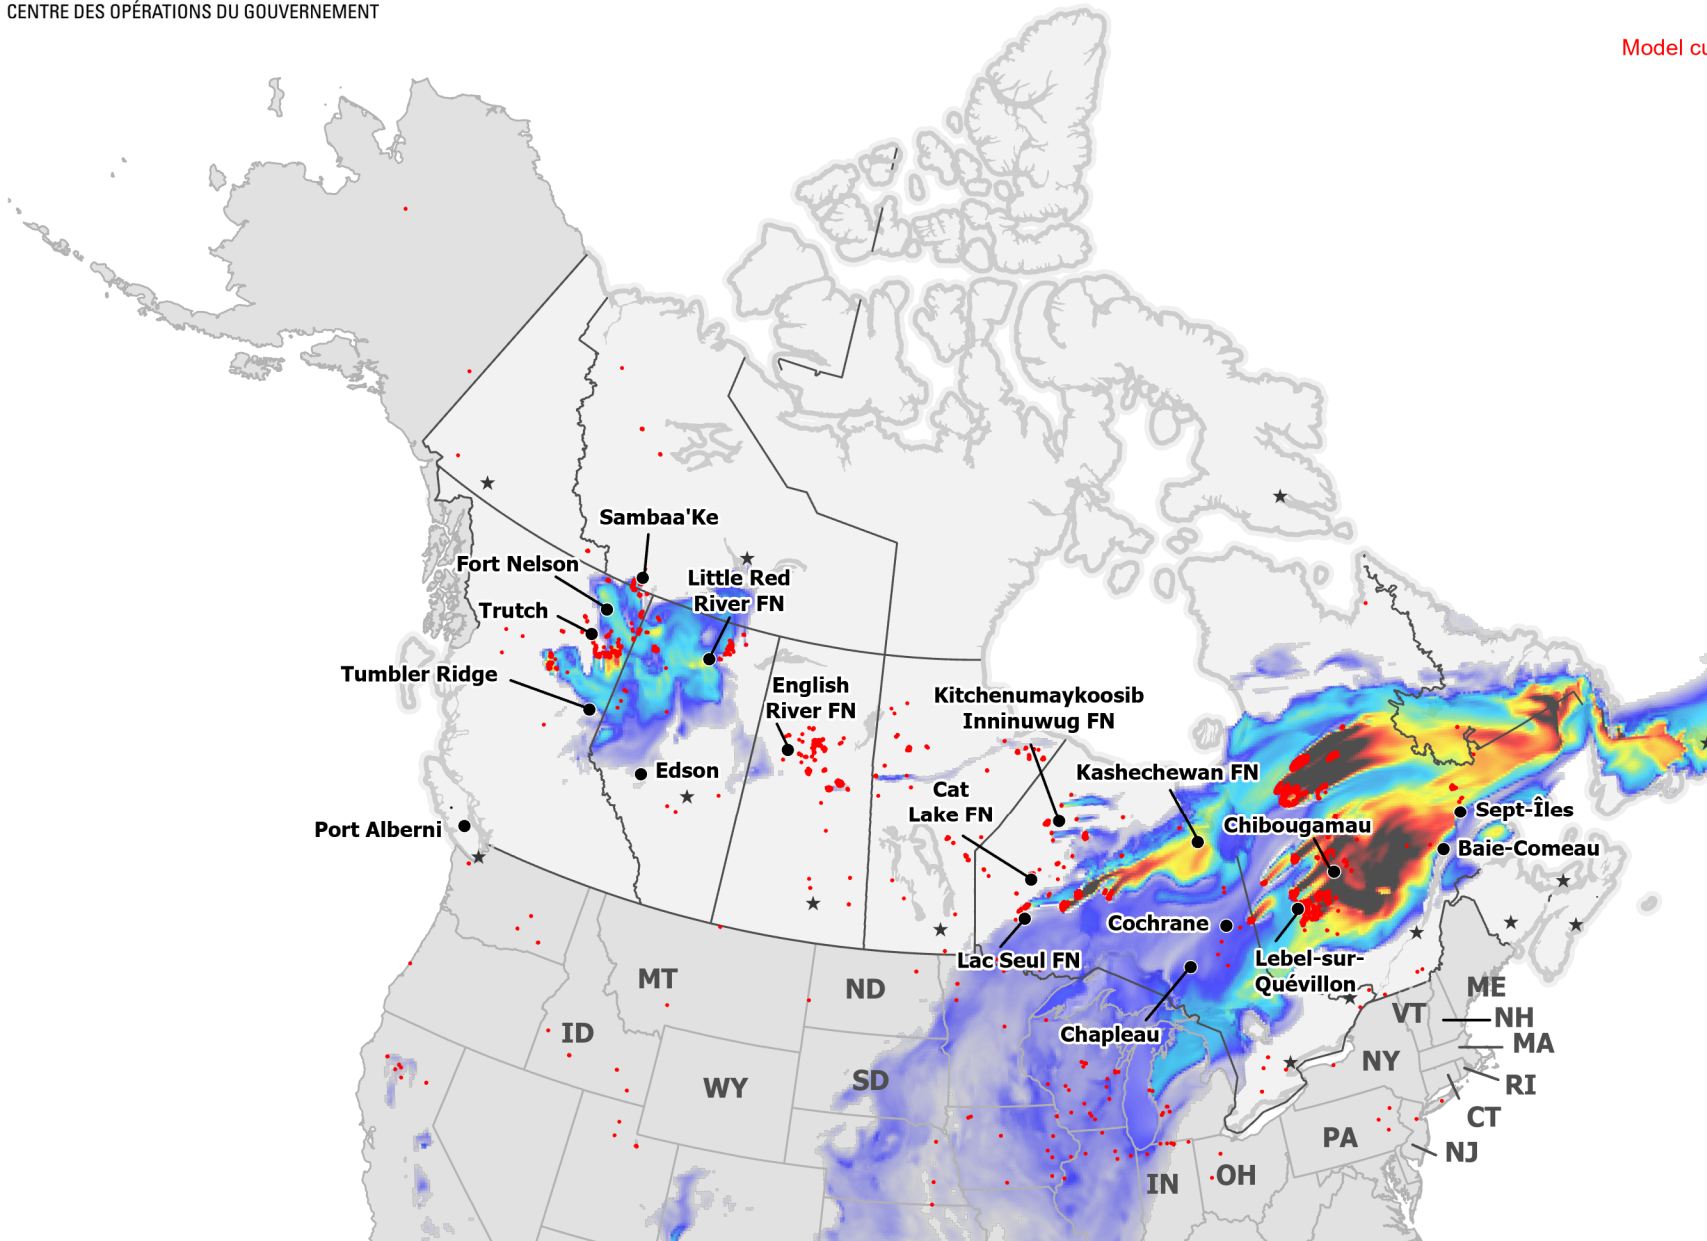 CENTRE DES OPÉRATIONS DU GOUVERNEMENT
Model cu
Sambaa'Ke
Fort Nelson
Little Red
River FN
Trutch
Tumbler Ridge
English
River FN
Kitchenumaykoosib
Inninuwug FN
Edson
Kashechewan FN
Cat
Lake FN
Sept-Îles
Port Alberni
Chibougamau
Baie-Comeau
Cochrane
Lac Seul FN
Lebel-sur-
Quévillon
MT
ND
ME
VT
NH
Chapleau
ID
MA
NY
SD
WY
RI
CT
PA
NJ
IN
OH